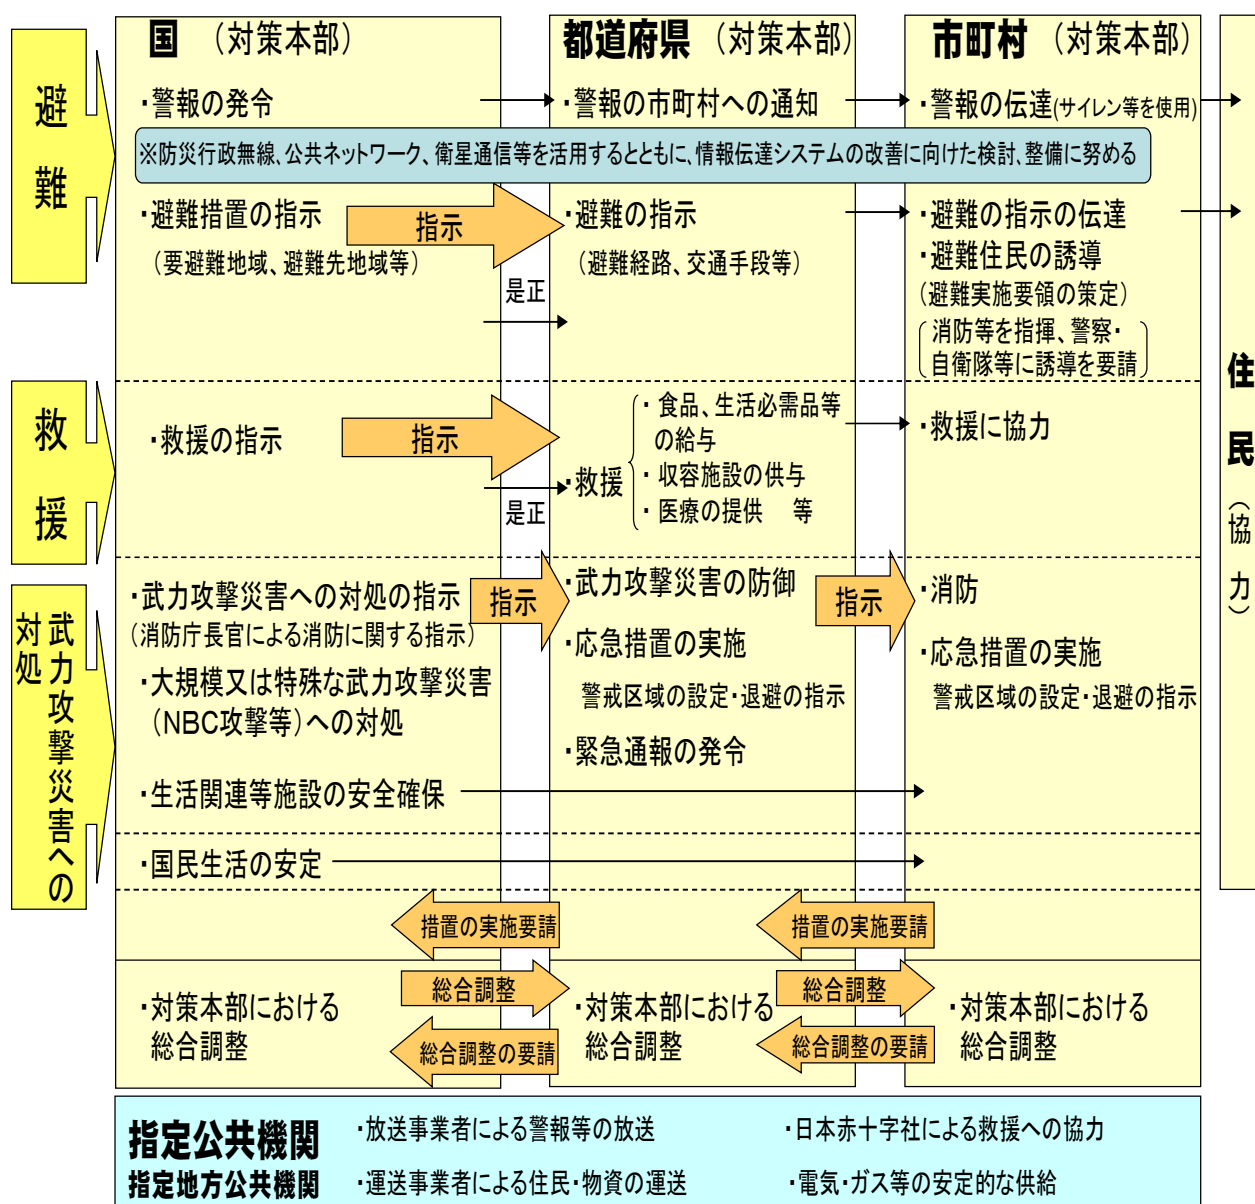 避難
国（対策本部）
・警報の発令
都道府県（対策本部）
・警報の市町村への通知
市町村（対策本部）
・警報の伝達(サイレン等を使用)
※防災行政無線、公共ネットワーク、衛星通信等を活用するとともに、情報伝達システムの改善に向けた検討、整備に努める
・避難措置の指示
（要避難地域、避難先地域等）
指示
是正
・避難の指示
（避難経路、交通手段等）
・避難の指示の伝達
・避難住民の誘導
（避難実施要領の策定）
消防等を指揮、警察・
自衛隊等に誘導を要請
住民（協力）
救援
・救援の指示
指示
是正
・救援
・食品、生活必需品等
の給与
・収容施設の供与
・医療の提供　等
・救援に協力
武力攻撃災害への
対処
・武力攻撃災害への対処の指示
（消防庁長官による消防に関する指示）
・大規模又は特殊な武力攻撃災害
（NBC攻撃等）への対処
・生活関連等施設の安全確保
指示
・武力攻撃災害の防御
・応急措置の実施
警戒区域の設定・退避の指示
・緊急通報の発令
指示
・消防
・応急措置の実施
警戒区域の設定・退避の指示
・国民生活の安定
措置の実施要請
措置の実施要請
・対策本部における
総合調整
総合調整
総合調整の要請
・対策本部における
総合調整
総合調整
総合調整の要請
・対策本部における
総合調整
指定公共機関
指定地方公共機関
・放送事業者による警報等の放送
・日本赤十字社による救援への協力
・運送事業者による住民・物資の運送
・電気・ガス等の安定的な供給